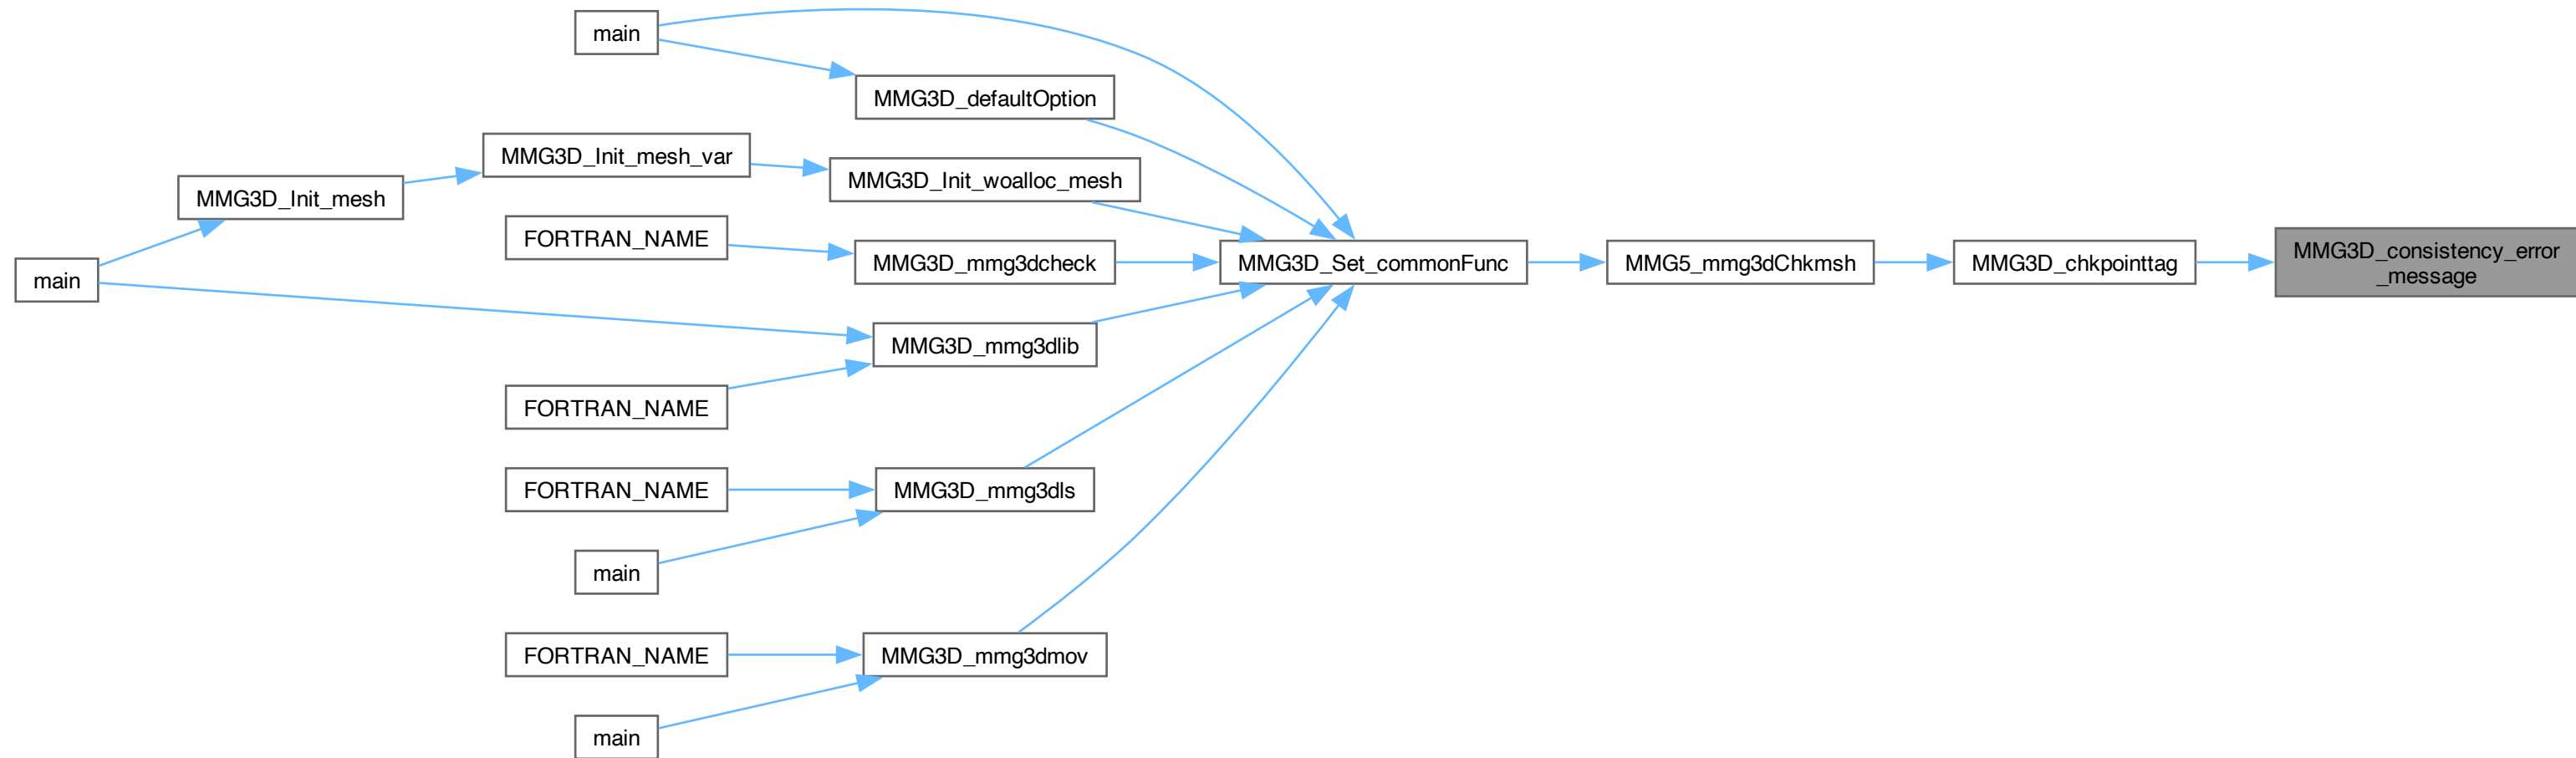 main
MMG3D_defaultOption
MMG3D_Init_mesh_var
MMG3D_Init_woalloc_mesh
MMG3D_Init_mesh
FORTRAN_NAME
MMG3D_mmg3dcheck
MMG3D_Set_commonFunc
MMG5_mmg3dChkmsh
MMG3D_chkpointtag
MMG3D_consistency_error
_message
main
MMG3D_mmg3dlib
FORTRAN_NAME
FORTRAN_NAME
MMG3D_mmg3dls
main
FORTRAN_NAME
MMG3D_mmg3dmov
main